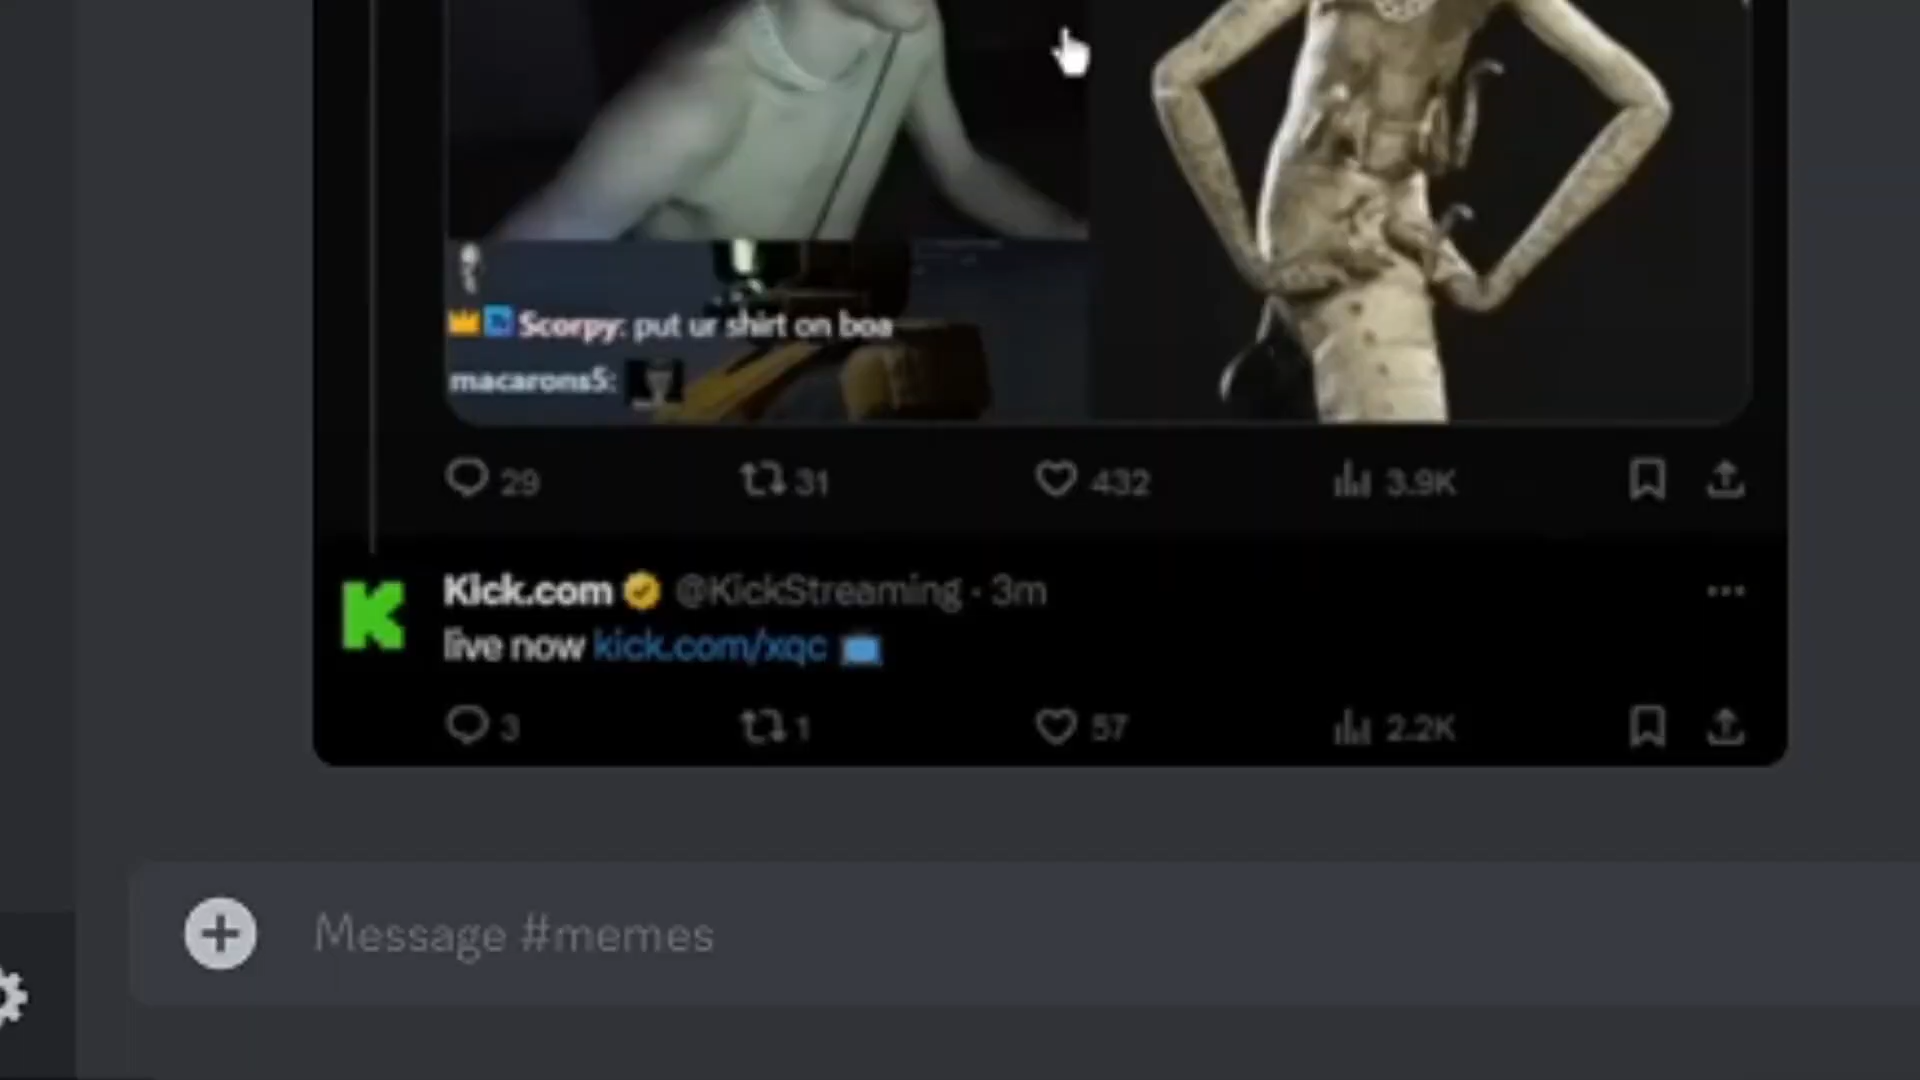 Scorpy: put ur shirt on boa
macarons5:
29 31 432 3.9K
Kick.com @KickStreaming · 3m
live now kick.com/xqc
3 1 57 2.2K
Message #memes